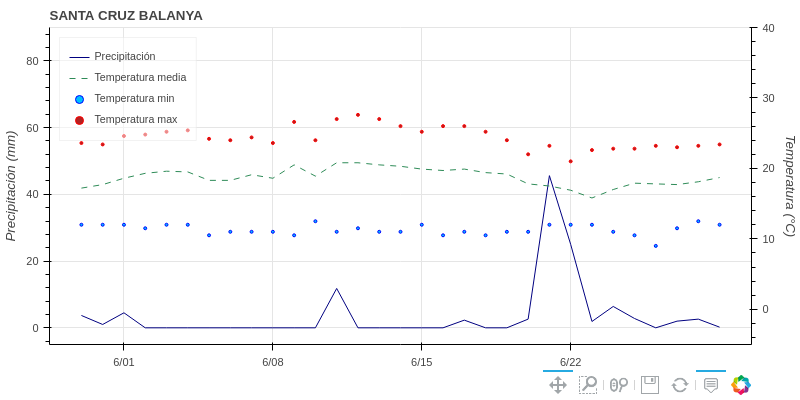 SANTA CRUZ BALANYA
Precipitación
Temperatura media
Temperatura min
Temperatura max
Precipitación (mm)
80
60
40
20
0
Temperatura (°C)
40
30
20
10
0
6/01
6/08
6/15
6/22